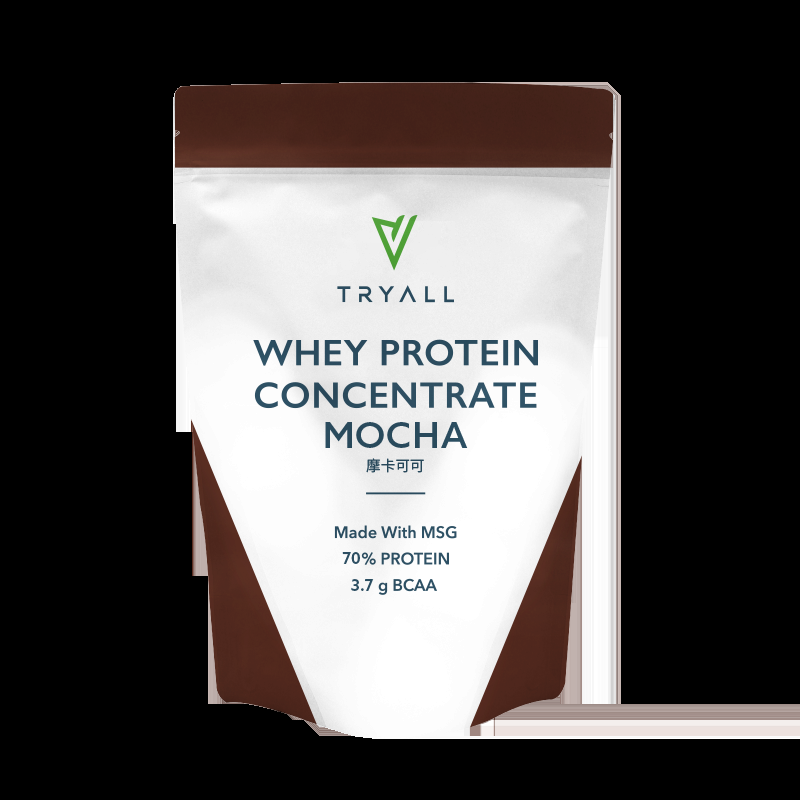 TRYALL
WHEY PROTEIN
CONCENTRATE
MOCHA
摩卡可可
Made With MSG
70% PROTEIN
3.7 g BCAA